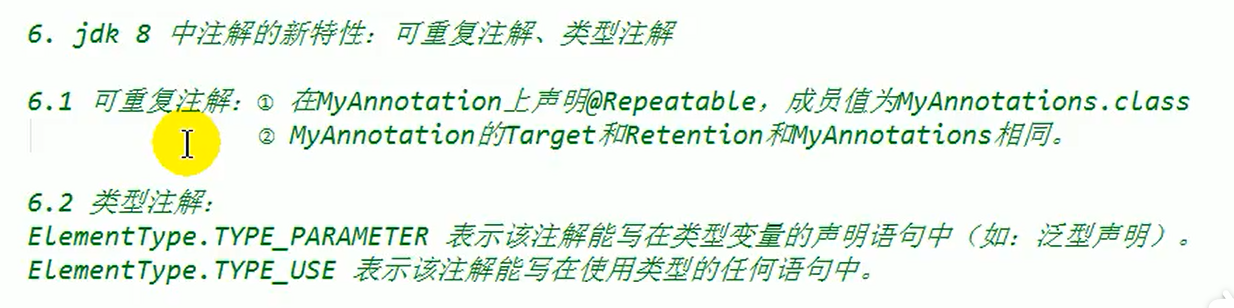 6. jdk 8 中注解的新特性：可重复注解、类型注解
6.1 可重复注解：① 在MyAnnotation上声明@Repeatable，成员值为MyAnnotations.class
② MyAnnotation的Target和Retention和MyAnnotations相同。
6.2 类型注解：
ElementType.TYPE_PARAMETER 表示该注解能写在类型变量的声明语句中（如：泛型声明）。
ElementType.TYPE_USE 表示该注解能写在使用类型的任何语句中。